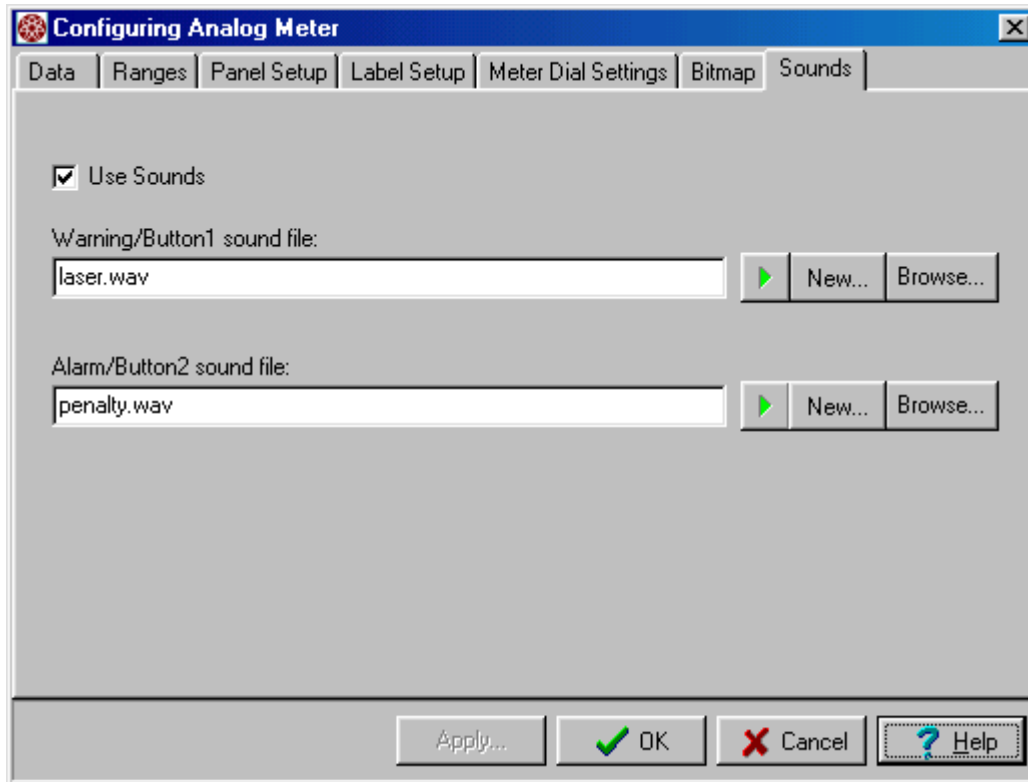 Configuring Analog Meter
Data Ranges Panel Setup Label Setup Meter Dial Settings Bitmap Sounds
Use Sounds
Warning/Button1 sound file:
laser.wav New... Browse...
Alarm/Button2 sound file:
penalty.wav New... Browse...
Apply... OK Cancel Help